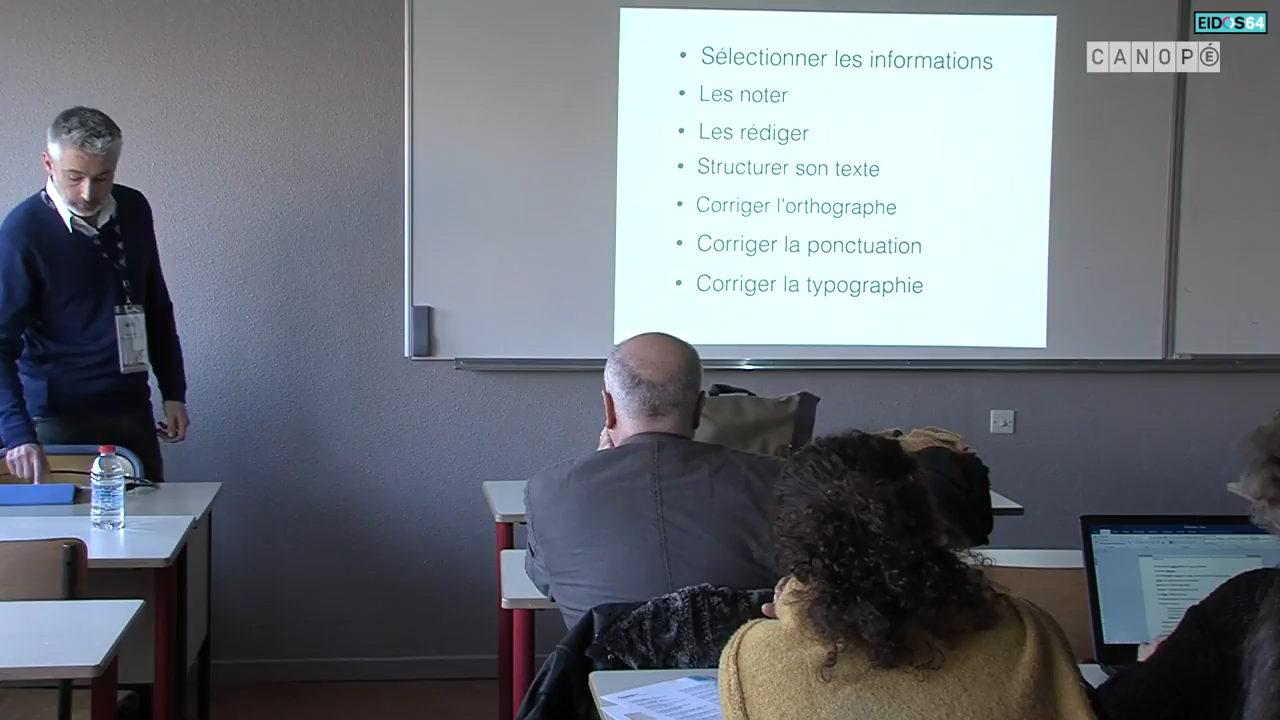 EIDOS64
CANOPÉ
• Sélectionner les informations
• Les noter
• Les rédiger
• Structurer son texte
• Corriger l'orthographe
• Corriger la ponctuation
• Corriger la typographie